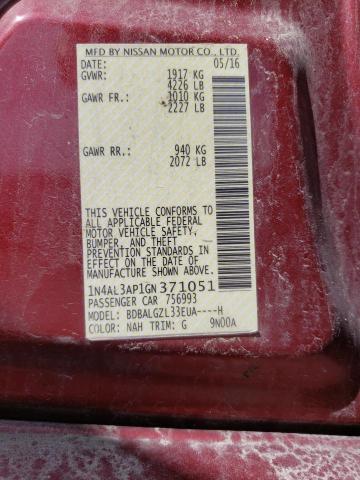 MFD BY NISSAN MOTOR CO., LTD.
DATE: 05/16
GVWR: 1917 KG
4226 LB
GAWR FR.: 1010 KG
2227 LB
GAWR RR.: 940 KG
2072 LB
THIS VEHICLE CONFORMS TO
ALL APPLICABLE FEDERAL
MOTOR VEHICLE SAFETY,
BUMPER, AND THEFT
PREVENTION STANDARDS
IN EFFECT ON THE DATE OF
MANUFACTURE SHOWN ABOVE.
1N4AL3AP1GN371051
PASSENGER CAR 756993
MODEL: BDBALGZL33EUA----H
COLOR: NAH TRIM: G 9N00A